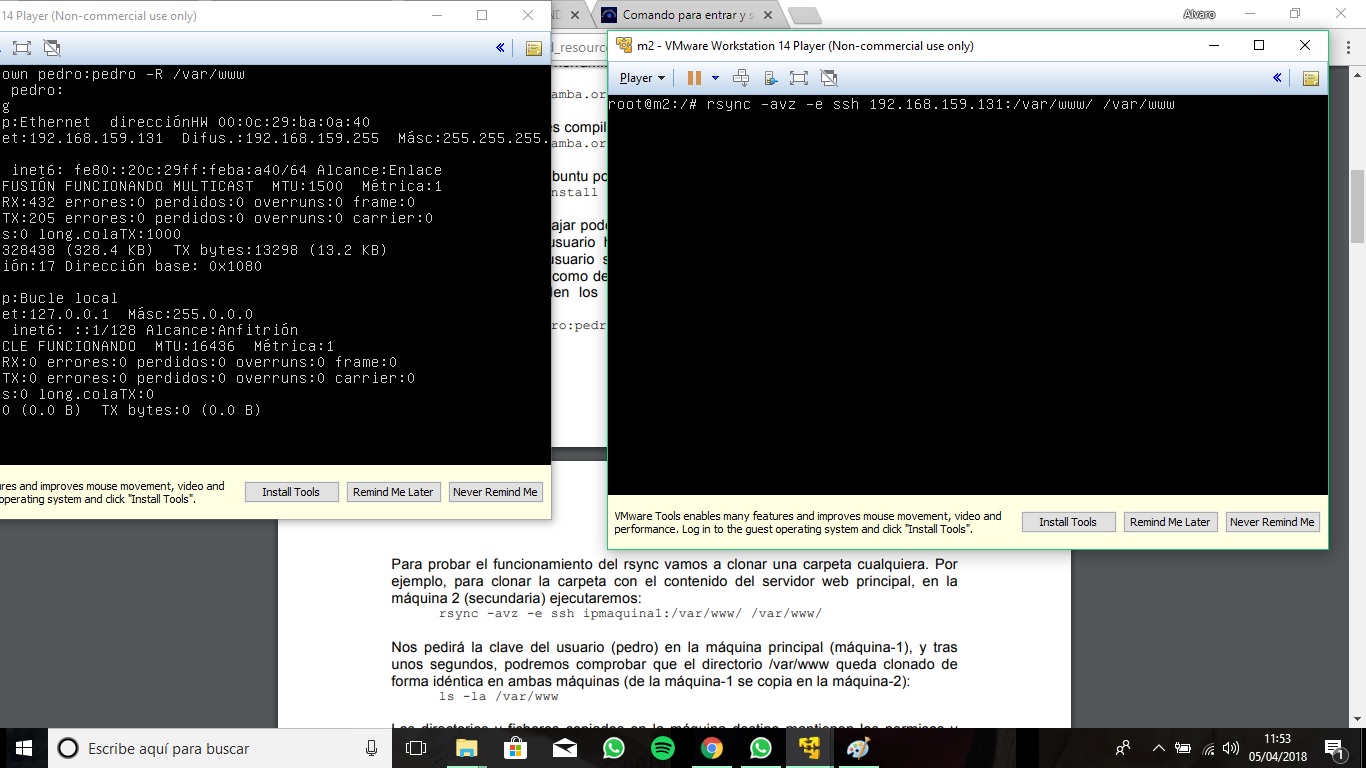 14 Player (Non-commercial use only)
own pedro:pedro -R /var/www
pedro:
g
p:Ethernet direcciónHW 00:0c:29:ba:0a:40
et:192.168.159.131 Difus.:192.168.159.255 Másc:255.255.255.
inet6: fe80::20c:29ff:feba:a40/64 Alcance:Enlace
FUSIÓN FUNCIONANDO MULTICAST MTU:1500 Métrica:1
RX:432 errores:0 perdidos:0 overruns:0 frame:0
TX:205 errores:0 perdidos:0 overruns:0 carrier:0
s:0 long.colaTX:1000
328438 (328.4 KB) TX bytes:13298 (13.2 KB)
ión:17 Dirección base: 0x1080
p:Bucle local
et:127.0.0.1 Másc:255.0.0.0
inet6: ::1/128 Alcance:Anfitrión
CLE FUNCIONANDO MTU:16436 Métrica:1
RX:0 errores:0 perdidos:0 overruns:0 frame:0
TX:0 errores:0 perdidos:0 overruns:0 carrier:0
s:0 long.colaTX:0
0 (0.0 B) TX bytes:0 (0.0 B)
ures and improves mouse movement, video and
operating system and click "Install Tools".
Install Tools
Remind Me Later
Never Remind Me
Comando para entrar y s
Alvaro
d_resourc
amba.or
es compil
amba.or
buntu po
nstall
ajar pode
usuario h
usuario s
como de
en los
ro:pedr
m2 - VMware Workstation 14 Player (Non-commercial use only)
Player
root@m2:/# rsync -avz -e ssh 192.168.159.131:/var/www/ /var/www
VMware Tools enables many features and improves mouse movement, video and
performance. Log in to the guest operating system and click "Install Tools".
Install Tools
Remind Me Later
Never Remind Me
Para probar el funcionamiento del rsync vamos a clonar una carpeta cualquiera. Por
ejemplo, para clonar la carpeta con el contenido del servidor web principal, en la
máquina 2 (secundaria) ejecutaremos:
rsync -avz -e ssh ipmaquina1:/var/www/ /var/www/
Nos pedirá la clave del usuario (pedro) en la máquina principal (máquina-1), y tras
unos segundos, podremos comprobar que el directorio /var/www queda clonado de
forma idéntica en ambas máquinas (de la máquina-1 se copia en la máquina-2):
ls -la /var/www
Los directorios y ficheros copiados en la máquina destino mantienen los permisos y
Escribe aquí para buscar
11:53
05/04/2018
1